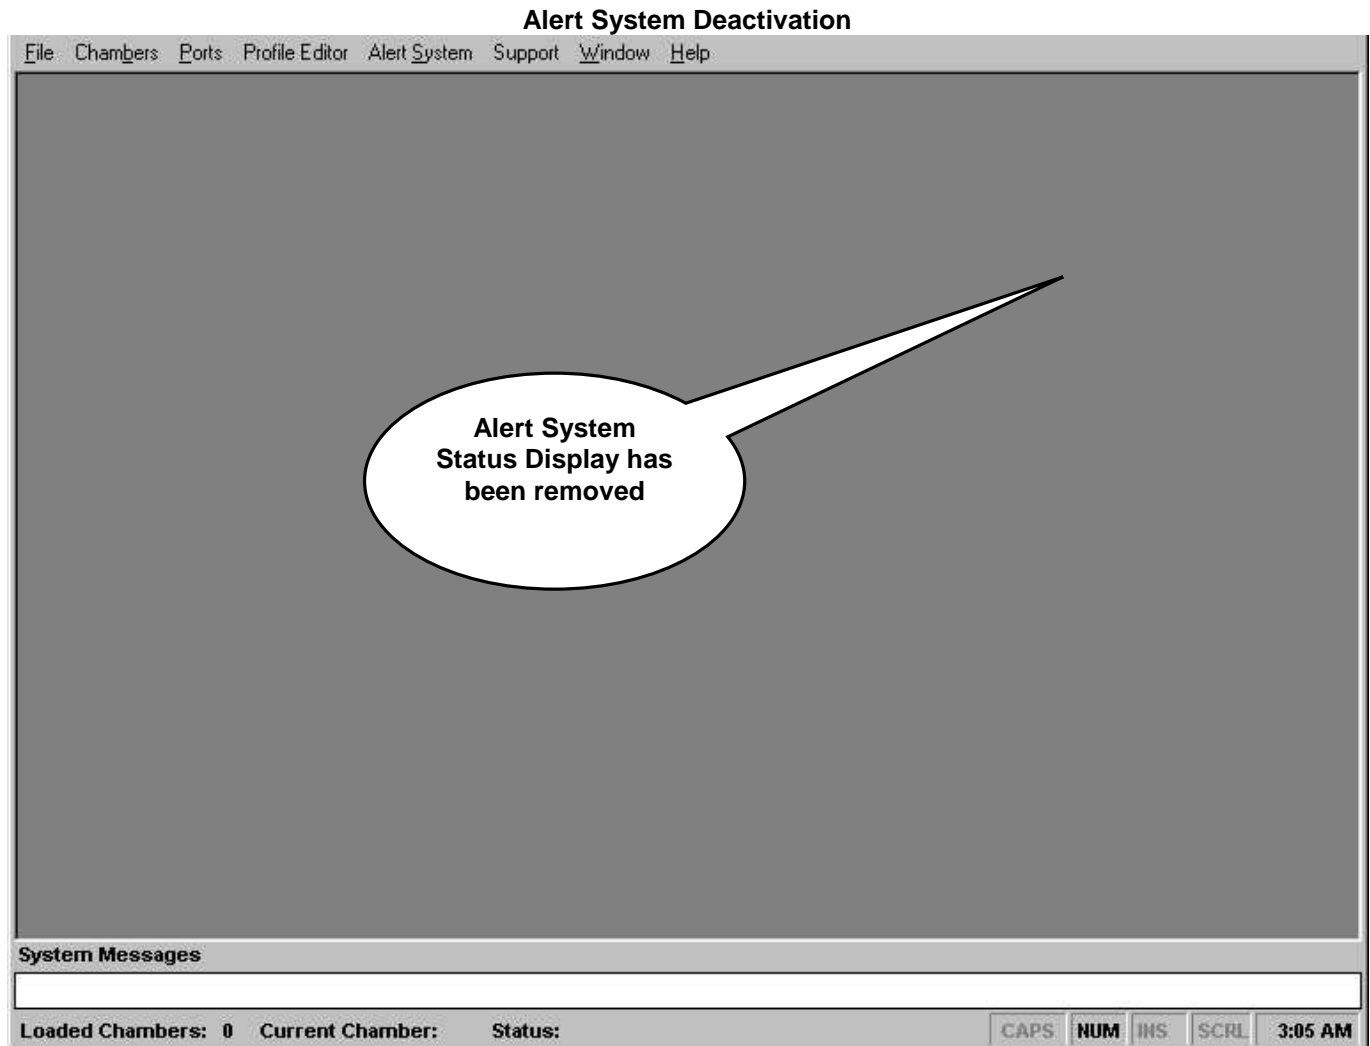 Alert System Deactivation
File Chambers Ports Profile Editor Alert System Support Window Help
Alert System
Status Display has
been removed
System Messages
Loaded Chambers: 0 Current Chamber: Status: CAPS NUM INS SCRL 3:05 AM